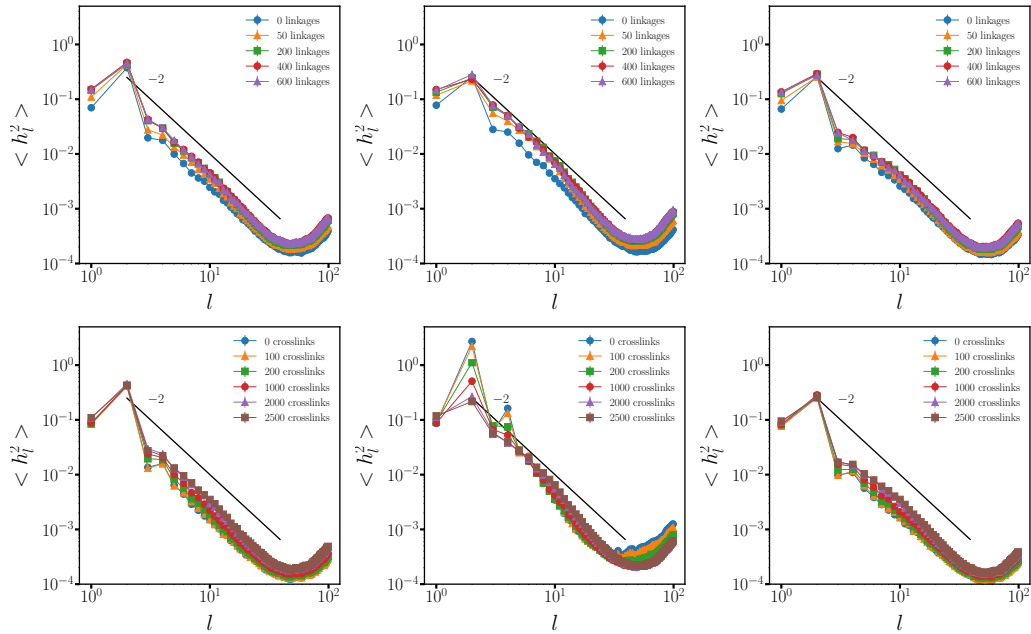 < h_l^2 >
10^0
10^{-1}
10^{-2}
10^{-3}
10^{-4}
−2
0 linkages
50 linkages
200 linkages
400 linkages
600 linkages
10^0
10^1
10^2
l
< h_l^2 >
10^0
10^{-1}
10^{-2}
10^{-3}
10^{-4}
−2
0 linkages
50 linkages
200 linkages
400 linkages
600 linkages
10^0
10^1
10^2
l
< h_l^2 >
10^0
10^{-1}
10^{-2}
10^{-3}
10^{-4}
−2
0 linkages
50 linkages
200 linkages
400 linkages
600 linkages
10^0
10^1
10^2
l
< h_l^2 >
10^0
10^{-1}
10^{-2}
10^{-3}
10^{-4}
−2
0 crosslinks
100 crosslinks
200 crosslinks
1000 crosslinks
2000 crosslinks
2500 crosslinks
10^0
10^1
10^2
l
< h_l^2 >
10^0
10^{-1}
10^{-2}
10^{-3}
10^{-4}
−2
0 crosslinks
100 crosslinks
200 crosslinks
1000 crosslinks
2000 crosslinks
2500 crosslinks
10^0
10^1
10^2
l
< h_l^2 >
10^0
10^{-1}
10^{-2}
10^{-3}
10^{-4}
−2
0 crosslinks
100 crosslinks
200 crosslinks
1000 crosslinks
2000 crosslinks
2500 crosslinks
10^0
10^1
10^2
l